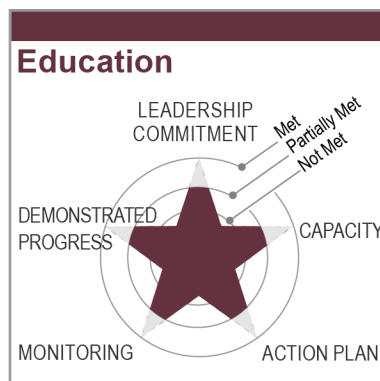 Education
LEADERSHIP
COMMITMENT
Met
Partially Met
Not Met
DEMONSTRATED
PROGRESS
CAPACITY
MONITORING
ACTION PLAN